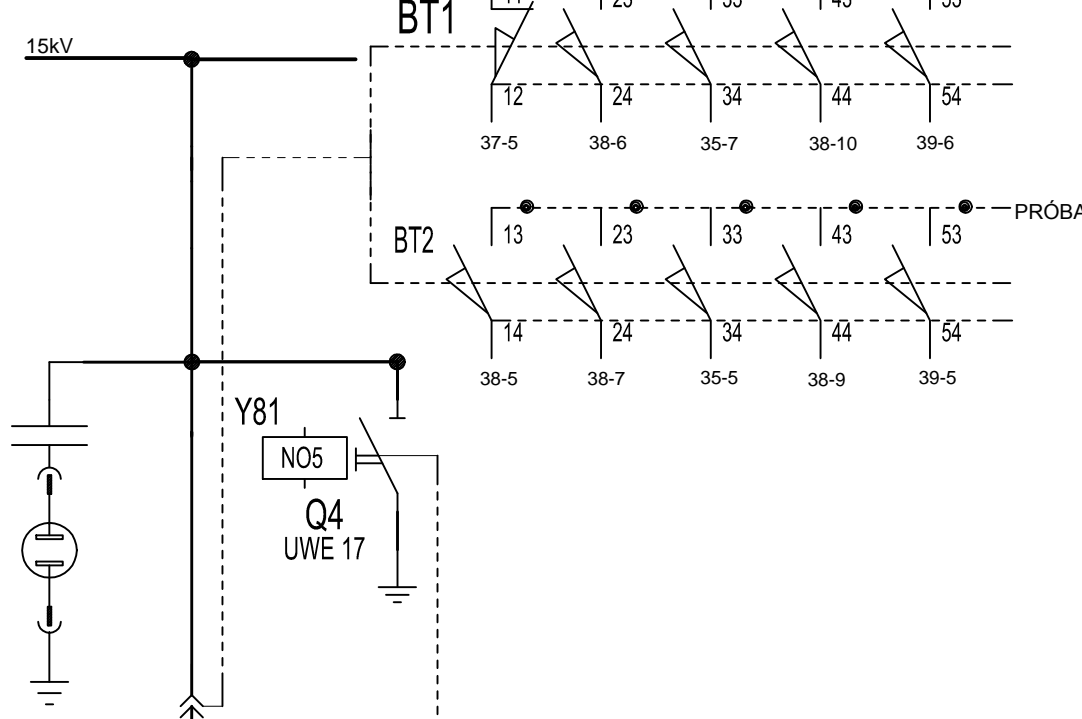 BT1
15kV
12 24 34 44 54
37-5 38-6 35-7 38-10 39-6
PRÓBA
13 23 33 43 53
BT2
14 24 34 44 54
38-5 38-7 35-5 38-9 39-5
Y81
NO5
Q4
UWE 17